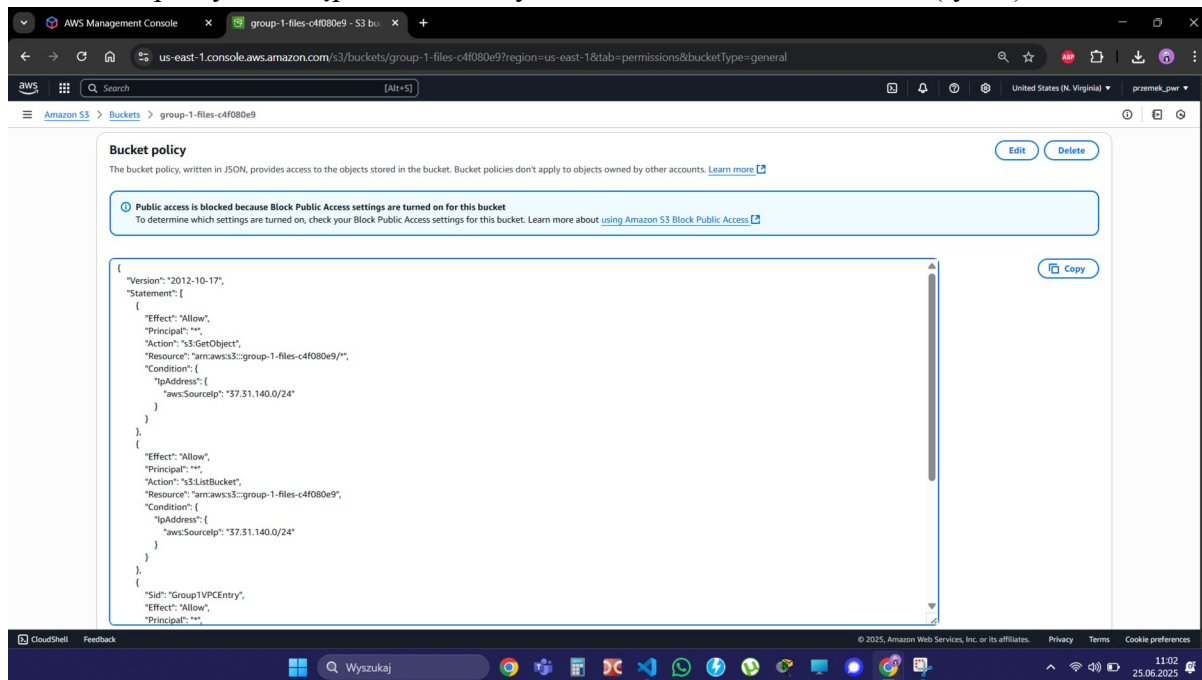 AWS Management Console
group-1-files-c4f080e9 - S3 buc
us-east-1.console.aws.amazon.com/s3/buckets/group-1-files-c4f080e9?region=us-east-1&tab=permissions&bucketType=general
ABP
aws
Search
[Alt+S]
United States (N. Virginia)
przemek_pwr
Amazon S3 > Buckets > group-1-files-c4f080e9
Bucket policy
Edit
Delete
The bucket policy, written in JSON, provides access to the objects stored in the bucket. Bucket policies don't apply to objects owned by other accounts. Learn more
Public access is blocked because Block Public Access settings are turned on for this bucket
To determine which settings are turned on, check your Block Public Access settings for this bucket. Learn more about using Amazon S3 Block Public Access
Copy
{
"Version": "2012-10-17",
"Statement": [
{
"Effect": "Allow",
"Principal": "*",
"Action": "s3:GetObject",
"Resource": "arn:aws:s3:::group-1-files-c4f080e9/*",
"Condition": {
"IpAddress": {
"aws:SourceIp": "37.31.140.0/24"
}
}
},
{
"Effect": "Allow",
"Principal": "*",
"Action": "s3:ListBucket",
"Resource": "arn:aws:s3:::group-1-files-c4f080e9",
"Condition": {
"IpAddress": {
"aws:SourceIp": "37.31.140.0/24"
}
}
},
{
"Sid": "Group1VPCEntry",
"Effect": "Allow",
"Principal": "*",
CloudShell
Feedback
© 2025, Amazon Web Services, Inc. or its affiliates.
Privacy
Terms
Cookie preferences
Wyszukaj
11:02
25.06.2025